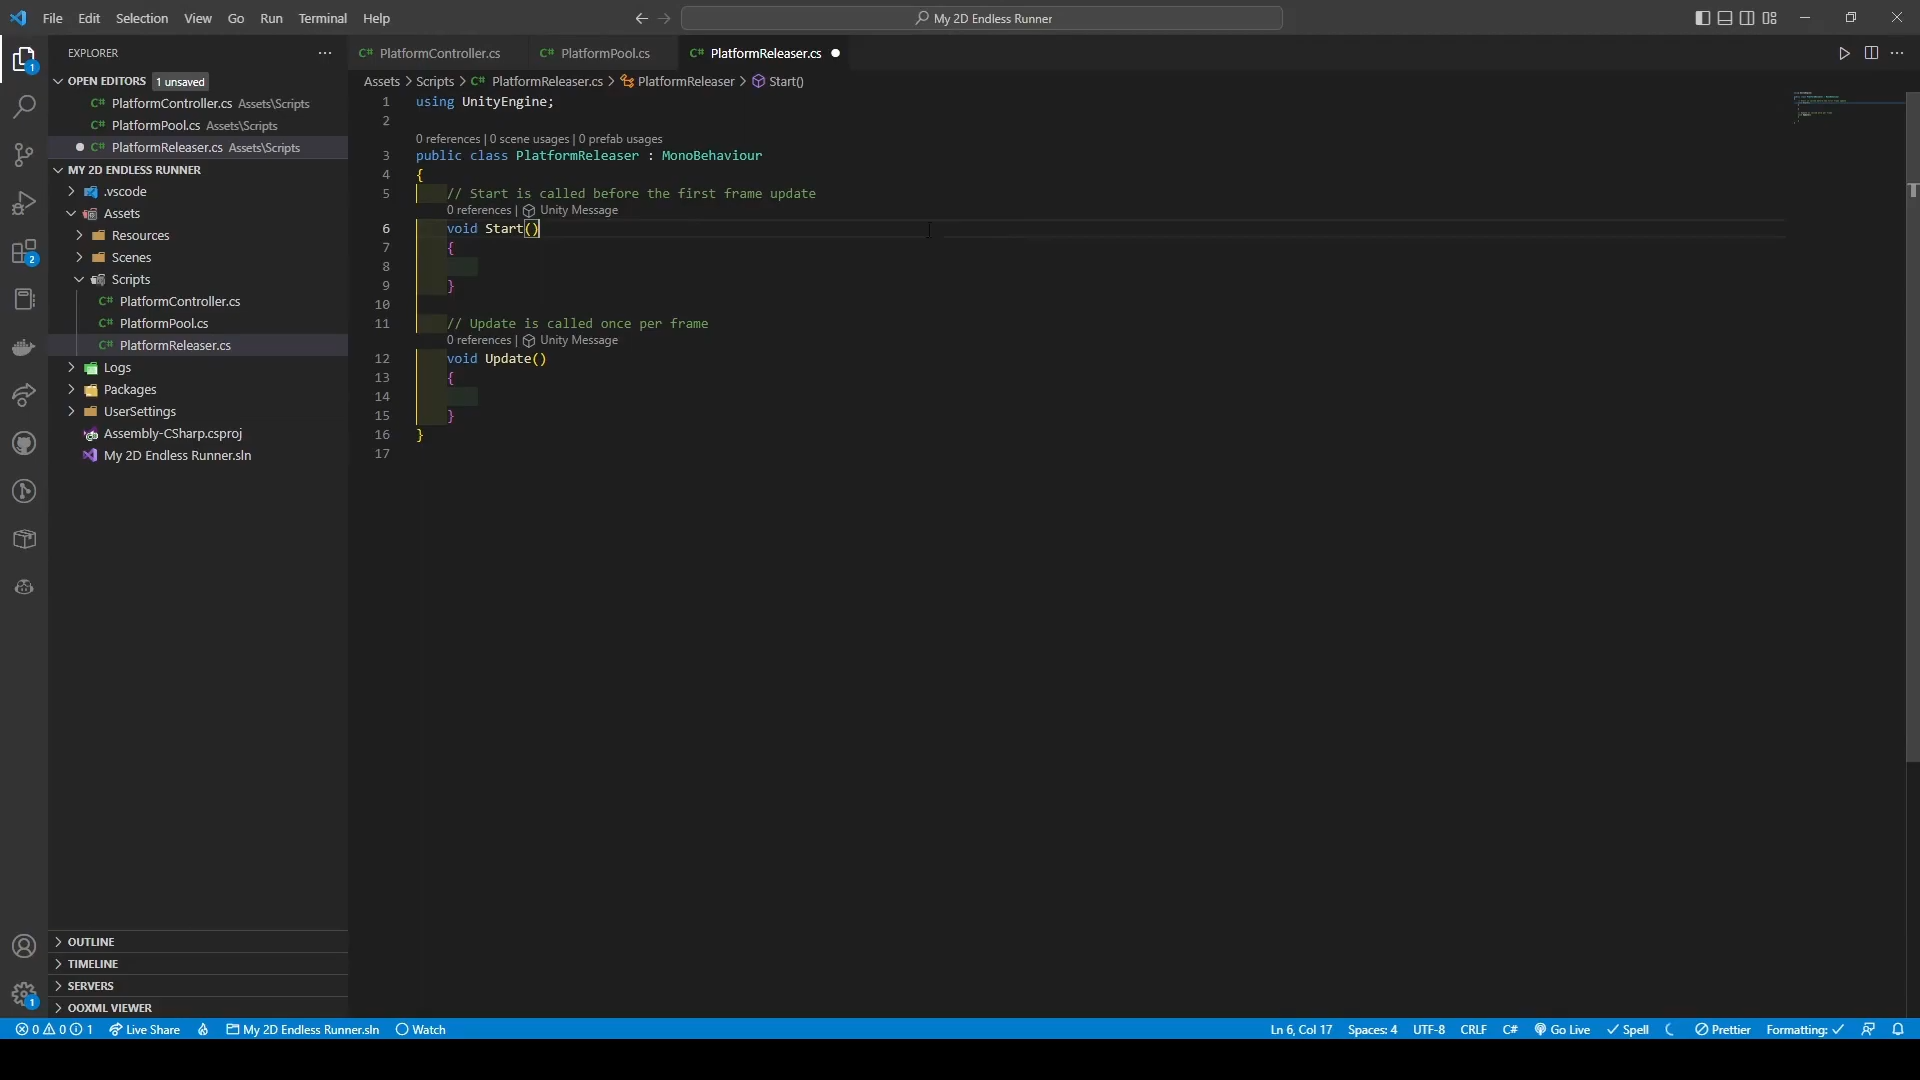 File Edit Selection View Go Run Terminal Help
My 2D Endless Runner
EXPLORER
OPEN EDITORS 1 unsaved
C# PlatformController.cs Assets\Scripts
C# PlatformPool.cs Assets\Scripts
C# PlatformReleaser.cs Assets\Scripts
MY 2D ENDLESS RUNNER
.vscode
Assets
Resources
Scenes
Scripts
C# PlatformController.cs
C# PlatformPool.cs
C# PlatformReleaser.cs
Logs
Packages
UserSettings
Assembly-CSharp.csproj
My 2D Endless Runner.sln
OUTLINE
TIMELINE
SERVERS
OOXML VIEWER
1
2
1
C# PlatformController.cs C# PlatformPool.cs C# PlatformReleaser.cs
Assets > Scripts > C# PlatformReleaser.cs > PlatformReleaser > Start()
1 using UnityEngine;
2
0 references | 0 scene usages | 0 prefab usages
3 public class PlatformReleaser : MonoBehaviour
4 {
5 // Start is called before the first frame update
0 references | Unity Message
6 void Start()
7 {
8
9 }
10
11 // Update is called once per frame
0 references | Unity Message
12 void Update()
13 {
14
15 }
16 }
17
0 0 1 Live Share My 2D Endless Runner.sln Watch Ln 6, Col 17 Spaces: 4 UTF-8 CRLF C# Go Live Spell Prettier Formatting: